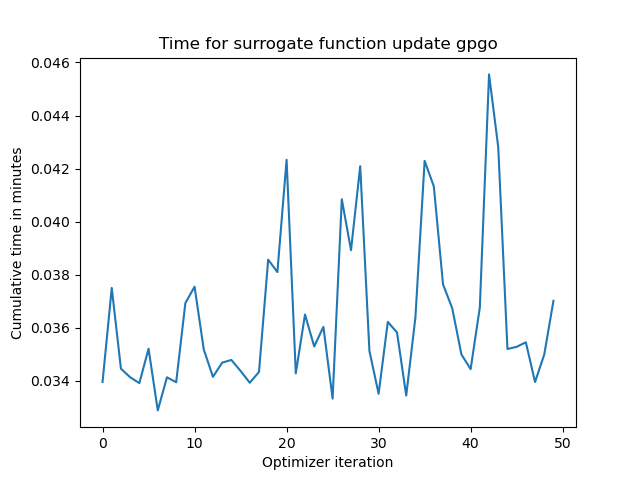 Time for surrogate function update gpgo
Cumulative time in minutes
0.046
0.044
0.042
0.040
0.038
0.036
0.034
0 10 20 30 40 50
Optimizer iteration